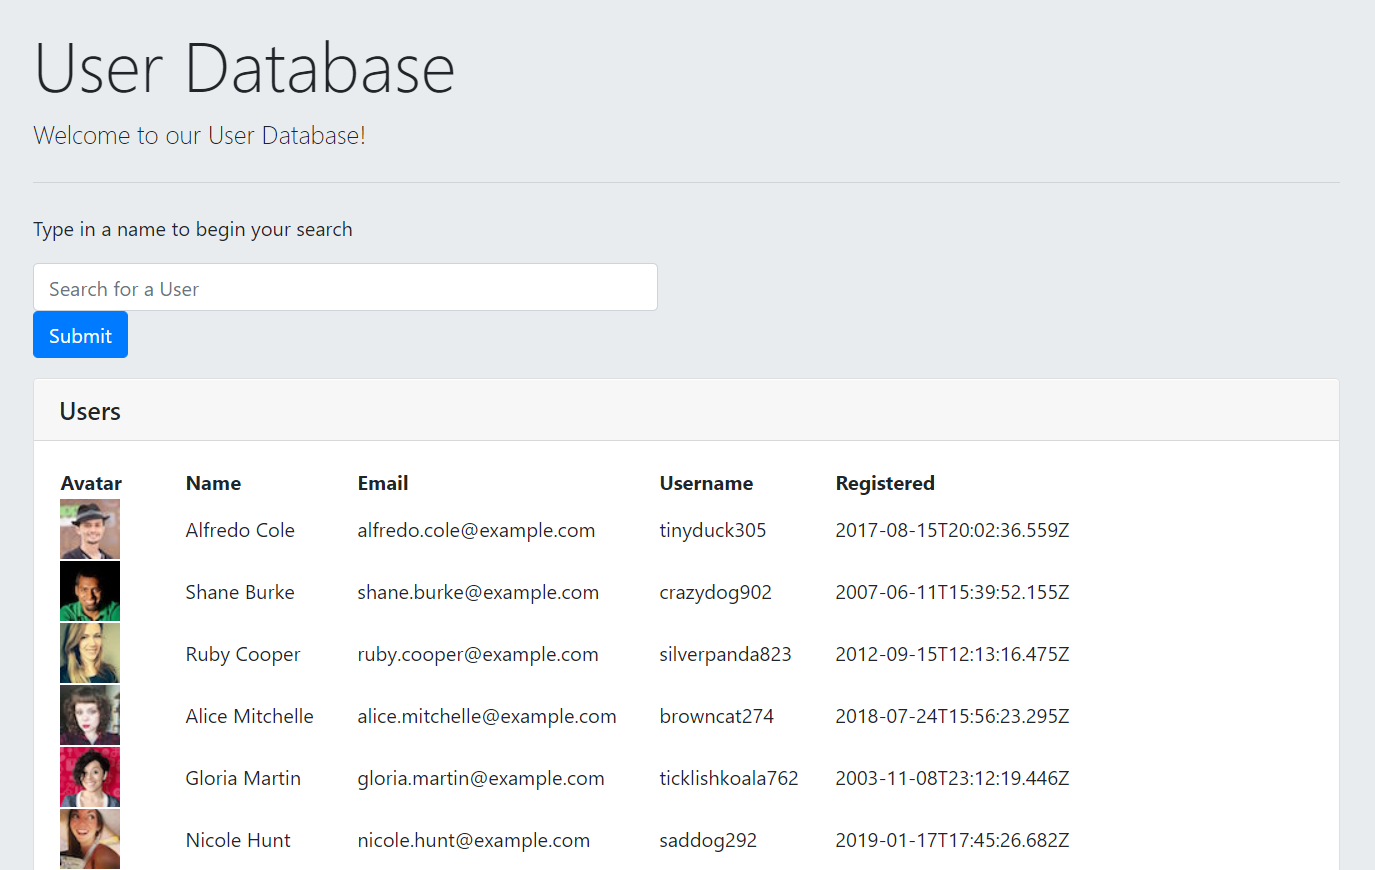 User Database
Welcome to our User Database!
Type in a name to begin your search
Search for a User
Submit
Users
Avatar Name Email Username Registered
Alfredo Cole alfredo.cole@example.com tinyduck305 2017-08-15T20:02:36.559Z
Shane Burke shane.burke@example.com crazydog902 2007-06-11T15:39:52.155Z
Ruby Cooper ruby.cooper@example.com silverpanda823 2012-09-15T12:13:16.475Z
Alice Mitchelle alice.mitchelle@example.com browncat274 2018-07-24T15:56:23.295Z
Gloria Martin gloria.martin@example.com ticklishkoala762 2003-11-08T23:12:19.446Z
Nicole Hunt nicole.hunt@example.com saddog292 2019-01-17T17:45:26.682Z